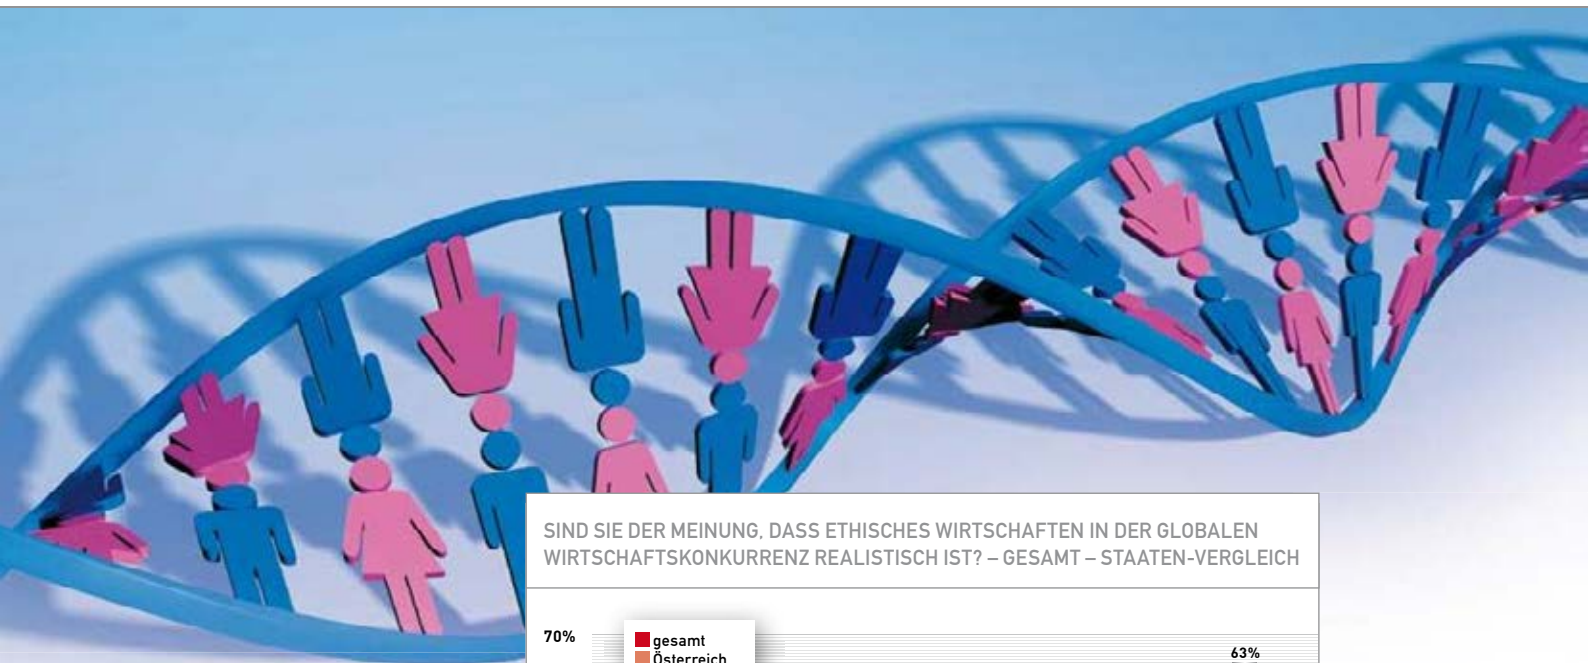 SIND SIE DER MEINUNG, DASS ETHISCHES WIRTSCHAFTEN IN DER GLOBALEN
WIRTSCHAFTSKONKURRENZ REALISTISCH IST? – GESAMT – STAATEN-VERGLEICH
70%
gesamt
Österreich
63%